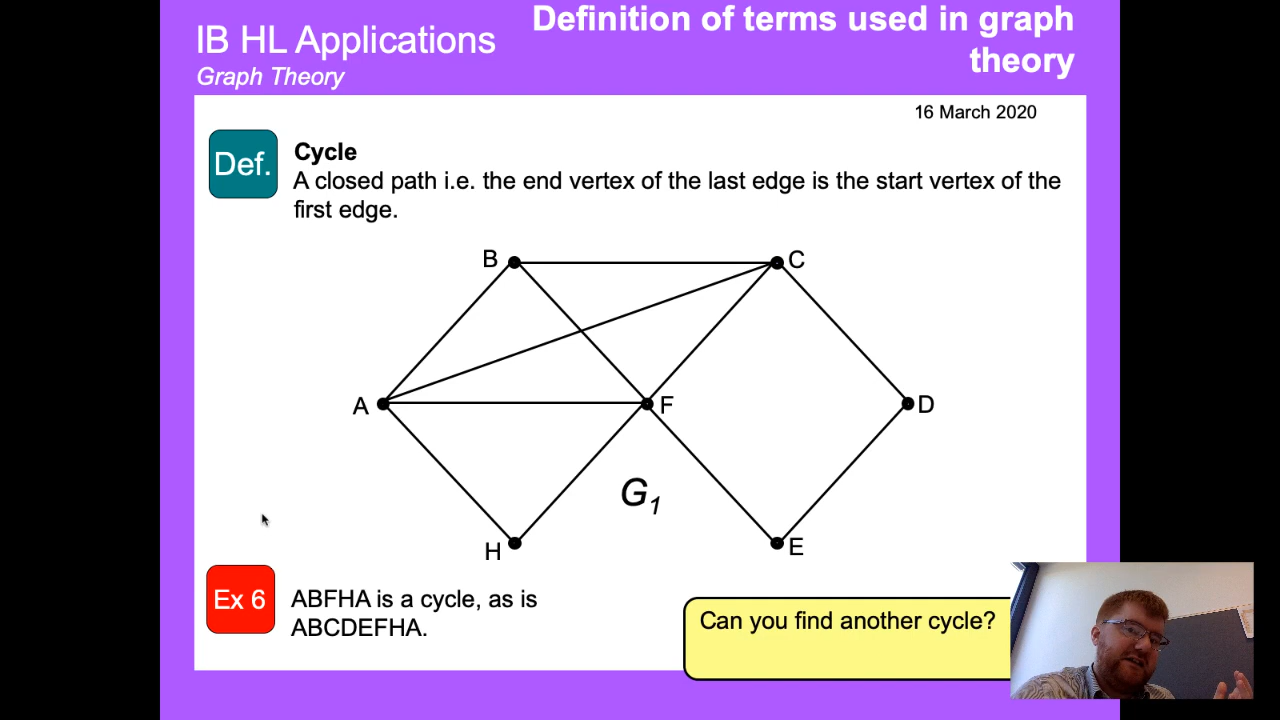 IB HL Applications
Graph Theory
Definition of terms used in graph
theory
16 March 2020
Def.
Cycle
A closed path i.e. the end vertex of the last edge is the start vertex of the
first edge.
B
C
A
F
D
G1
H
E
Ex 6
ABFHA is a cycle, as is
ABCDEFHA.
Can you find another cycle?